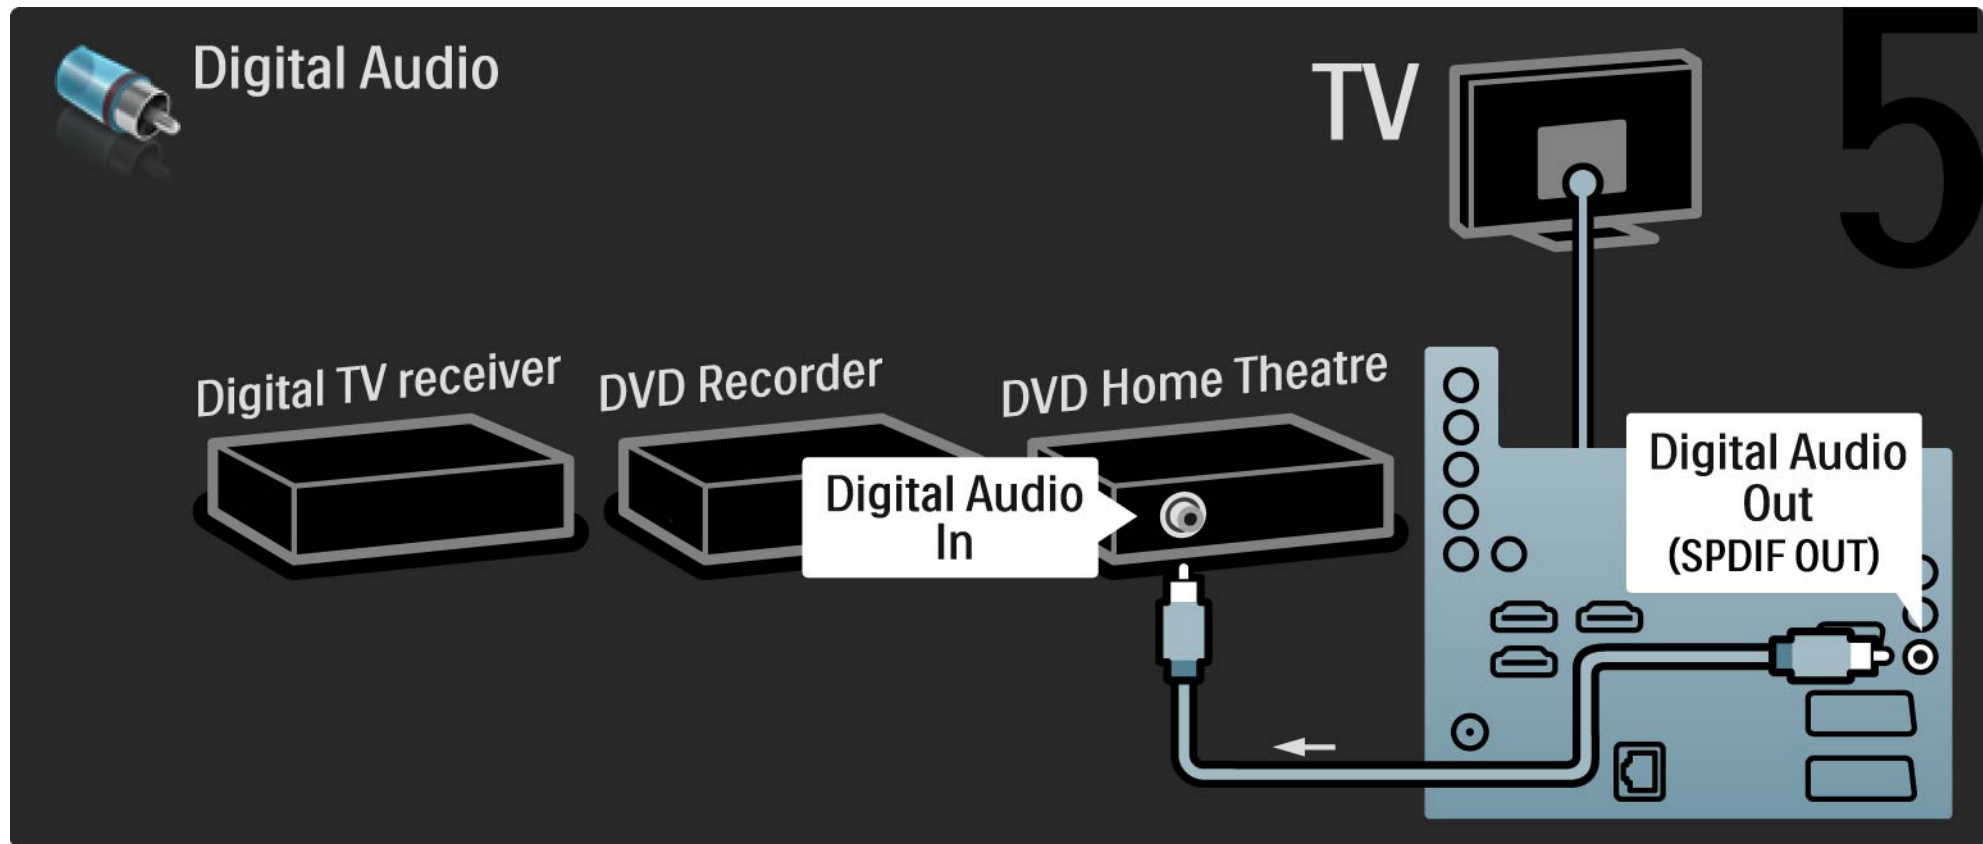 Digital Audio
TV
5
Digital TV receiver
DVD Recorder
DVD Home Theatre
Digital Audio
In
Digital Audio
Out
(SPDIF OUT)